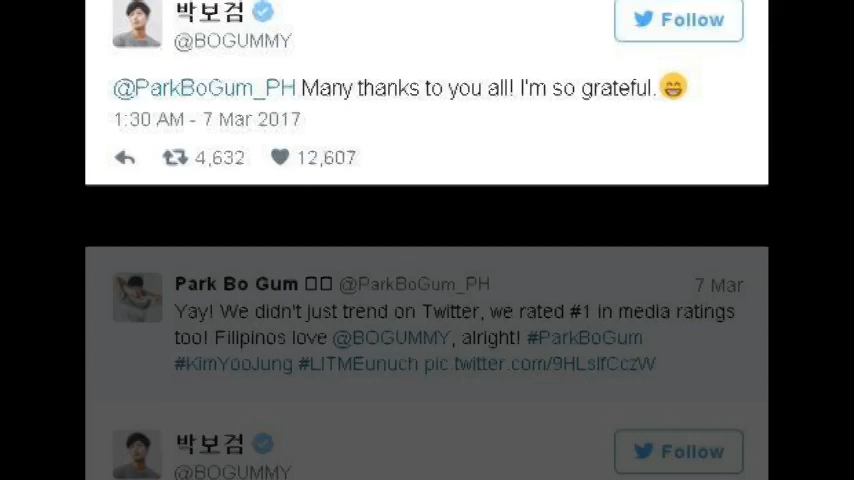 박보검
Follow
@BOGUMMY
@ParkBoGum_PH Many thanks to you all! I'm so grateful.😄
1:30 AM - 7 Mar 2017
4,632 12,607
Park Bo Gum □□ @ParkBoGum_PH 7 Mar
Yay! We didn't just trend on Twitter, we rated #1 in media ratings
too! Filipinos love @BOGUMMY, alright! #ParkBoGum
#KimYooJung #LITMEunuch pic.twitter.com/9HLslfCczW
박보검
Follow
@BOGUMMY